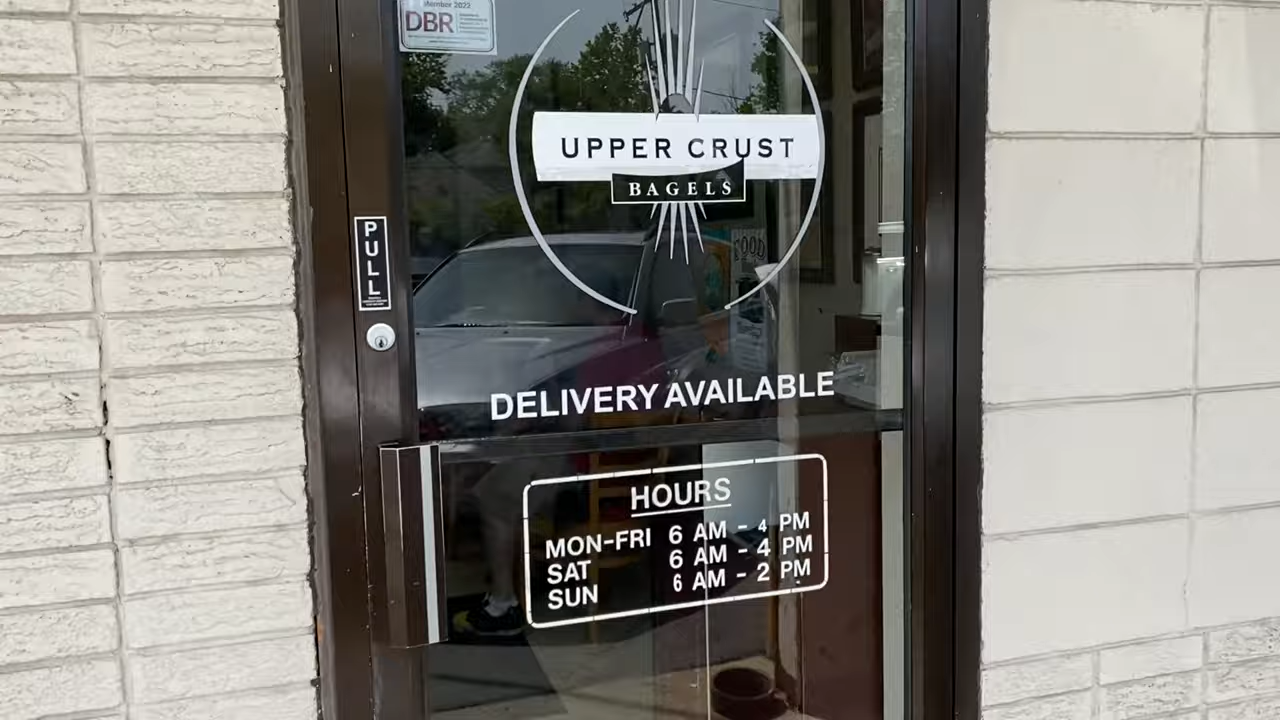 Member 2022
DBR
UPPER CRUST
BAGELS
PULL
GOOD
DELIVERY AVAILABLE
HOURS
MON-FRI 6 AM - 4 PM
SAT 6 AM - 4 PM
SUN 6 AM - 2 PM